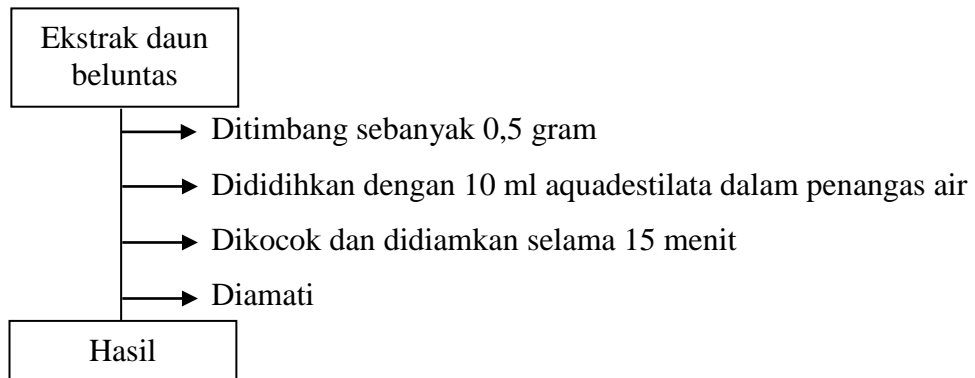 Ekstrak daun
beluntas
Ditimbang sebanyak 0,5 gram
Dididihkan dengan 10 ml aquadestilata dalam penangas air
Dikocok dan didiamkan selama 15 menit
Diamati
Hasil